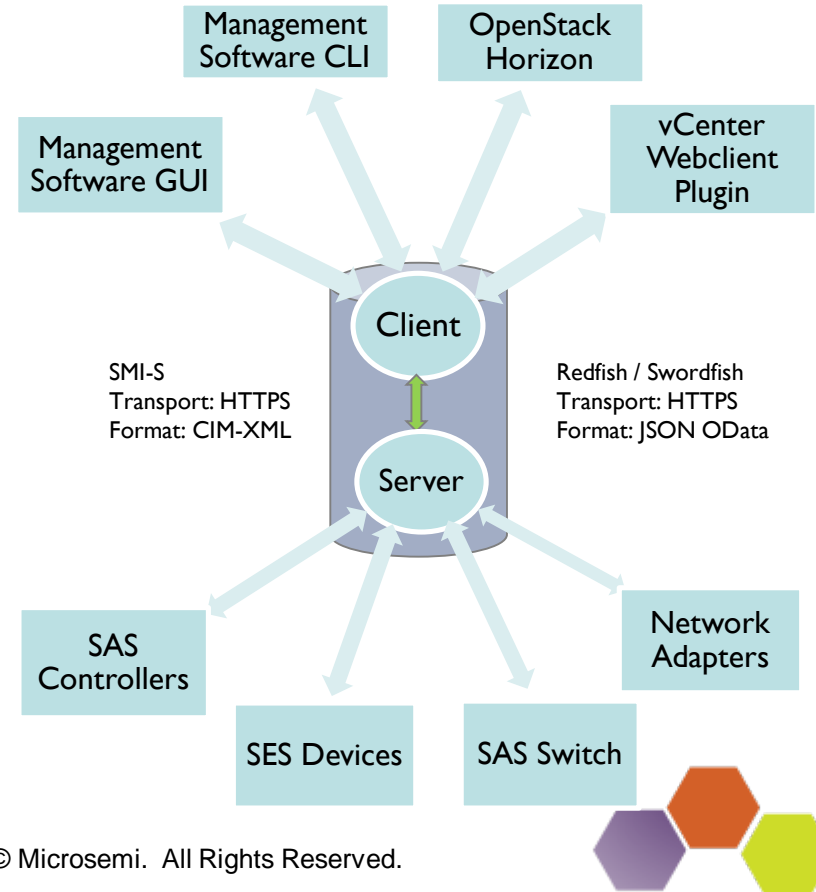 Management
Software CLI
OpenStack
Horizon
Management
Software GUI
vCenter
Webclient
Plugin
Client
SMI-S
Transport: HTTPS
Format: CIM-XML
Redfish / Swordfish
Transport: HTTPS
Format: JSON OData
Server
SAS
Controllers
SES Devices
SAS Switch
Network
Adapters
© Microsemi. All Rights Reserved.